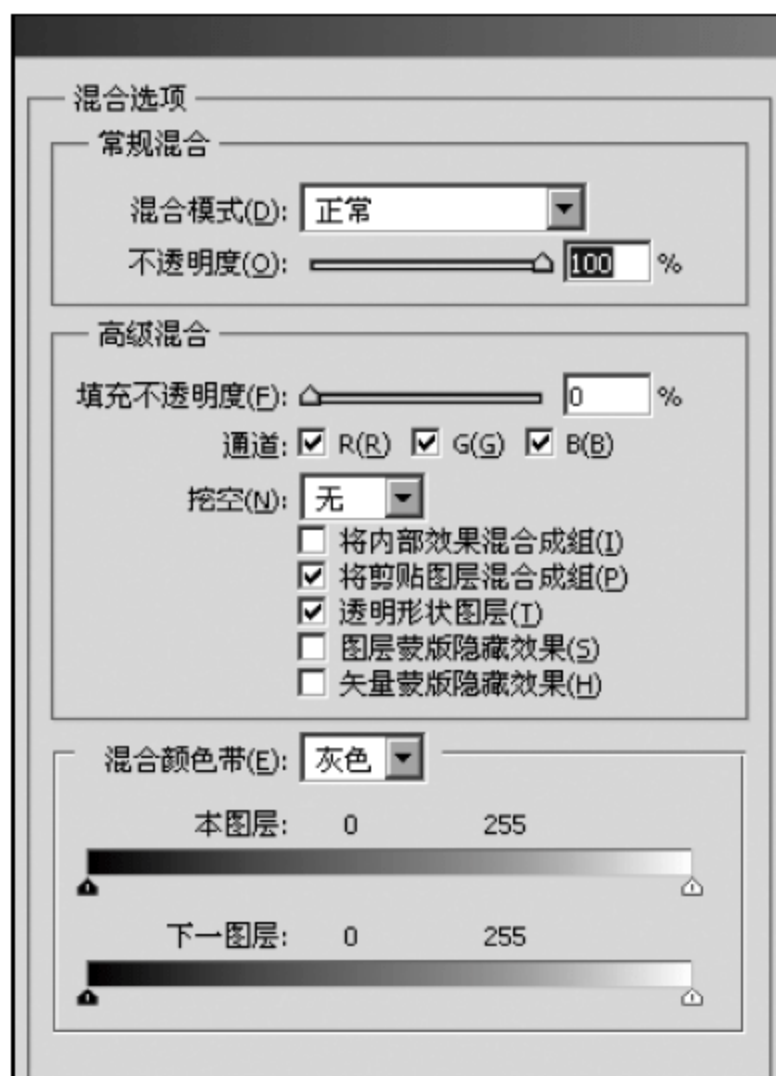 混合选项
常规混合
混合模式(D): 正常
不透明度(O): 100 %
高级混合
填充不透明度(F): 0 %
通道: R(R) G(G) B(B)
挖空(N): 无
将内部效果混合成组(I)
将剪贴图层混合成组(P)
透明形状图层(T)
图层蒙版隐藏效果(S)
矢量蒙版隐藏效果(H)
混合颜色带(E): 灰色
本图层: 0 255
下一图层: 0 255